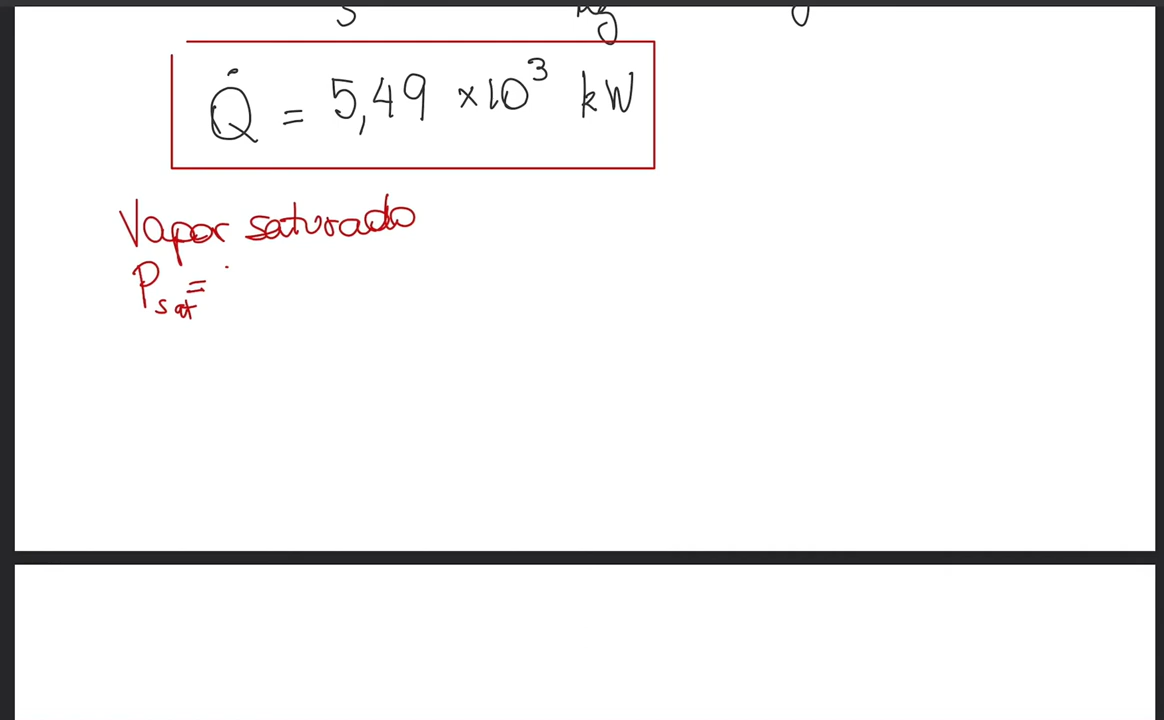 Q̇ = 5,49 ×10³ kW
Vapor saturado
Psat =